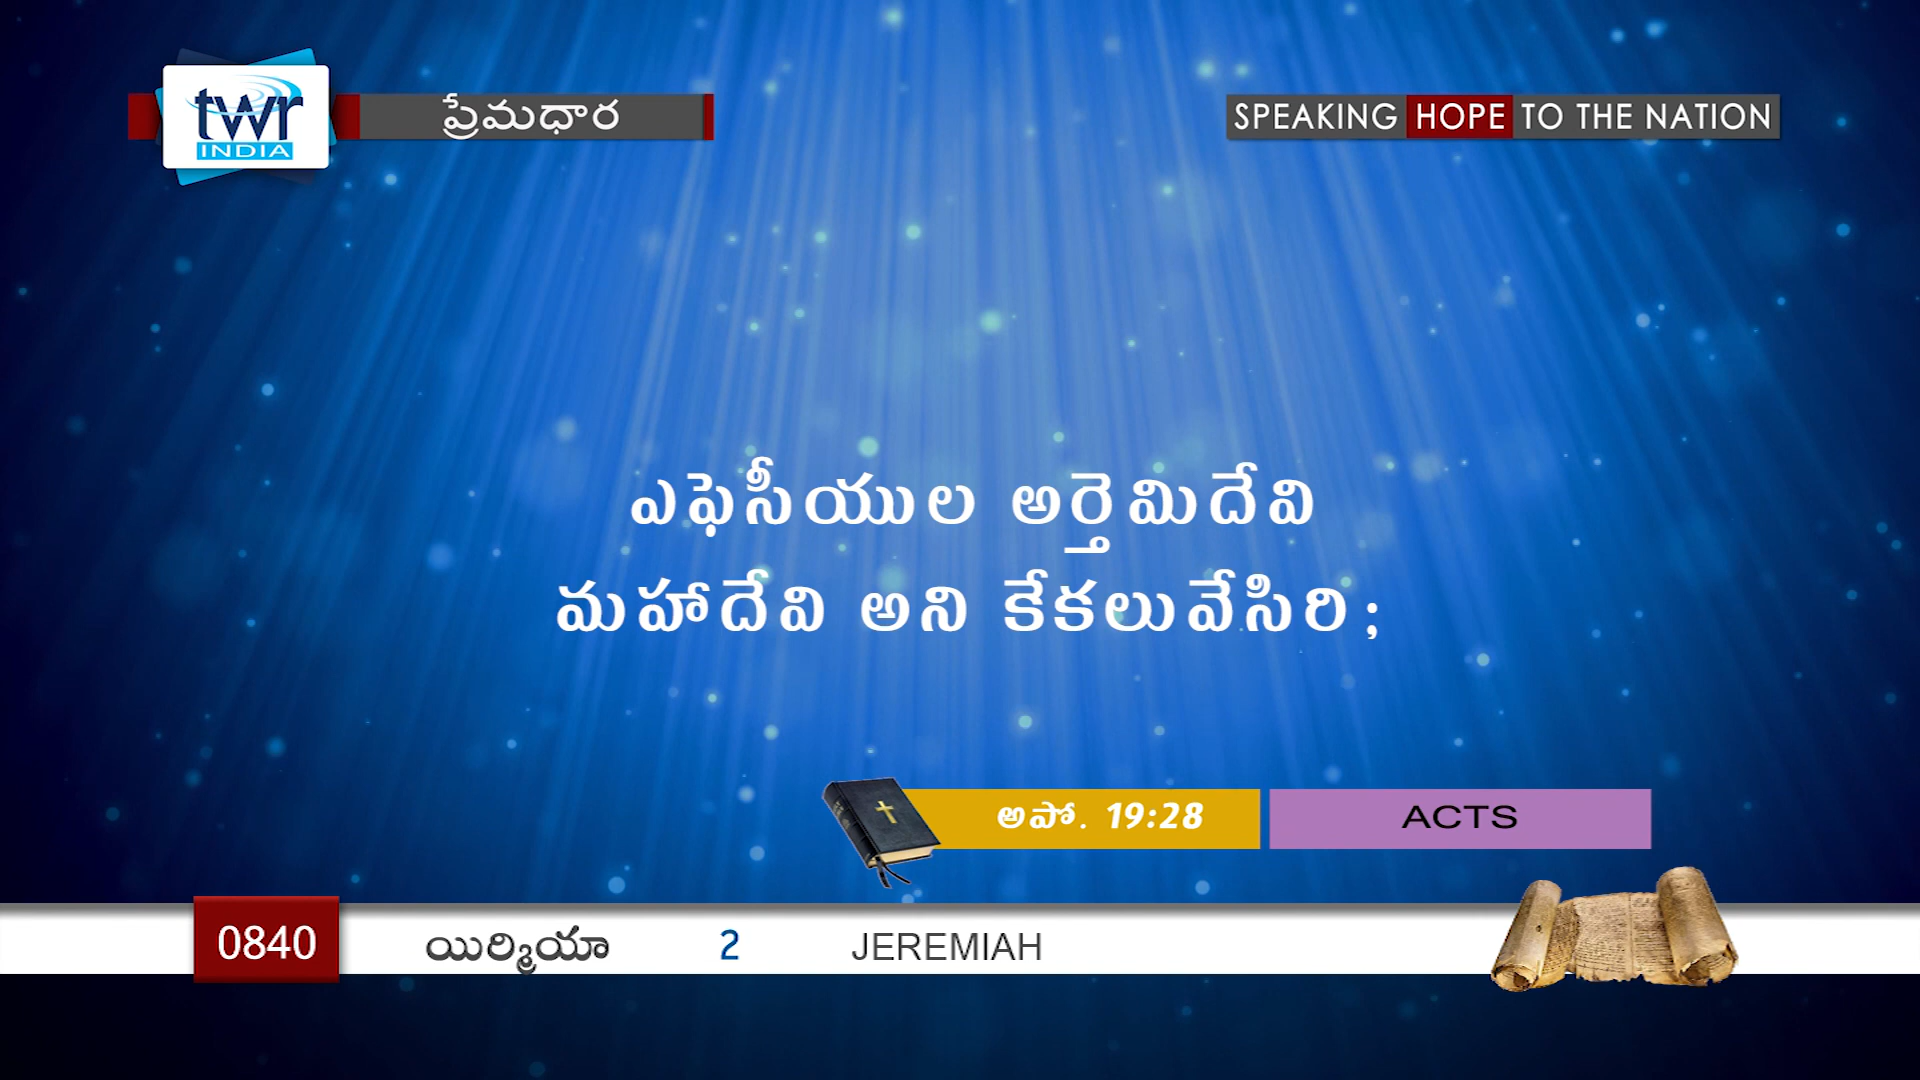 twr
INDIA
ప్రేమధార
SPEAKING HOPE TO THE NATION
ఎఫెసీయుల అర్తెమిదేవి
మహాదేవి అని కేకలువేసిరి;
అపో. 19:28
ACTS
0840
యిర్మియా 2 JEREMIAH